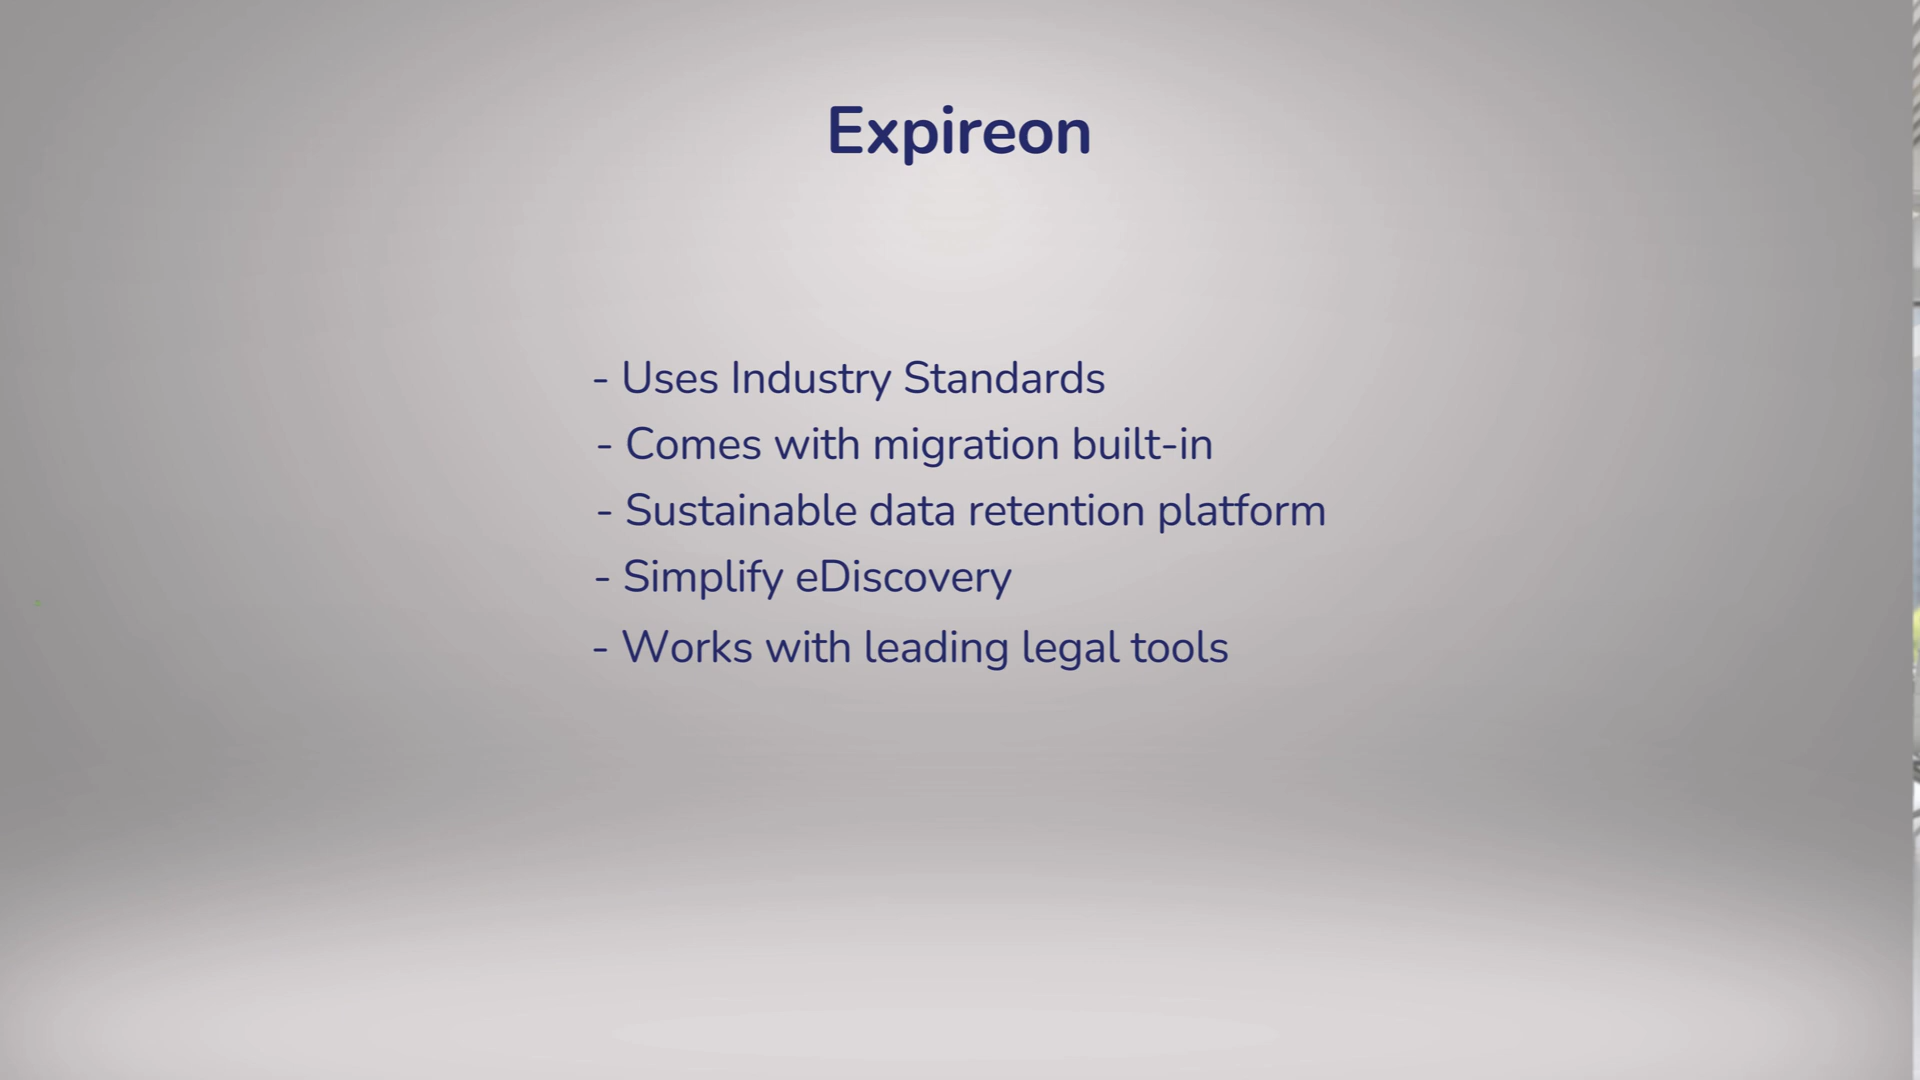 Expireon
- Uses Industry Standards
- Comes with migration built-in
- Sustainable data retention platform
- Simplify eDiscovery
- Works with leading legal tools